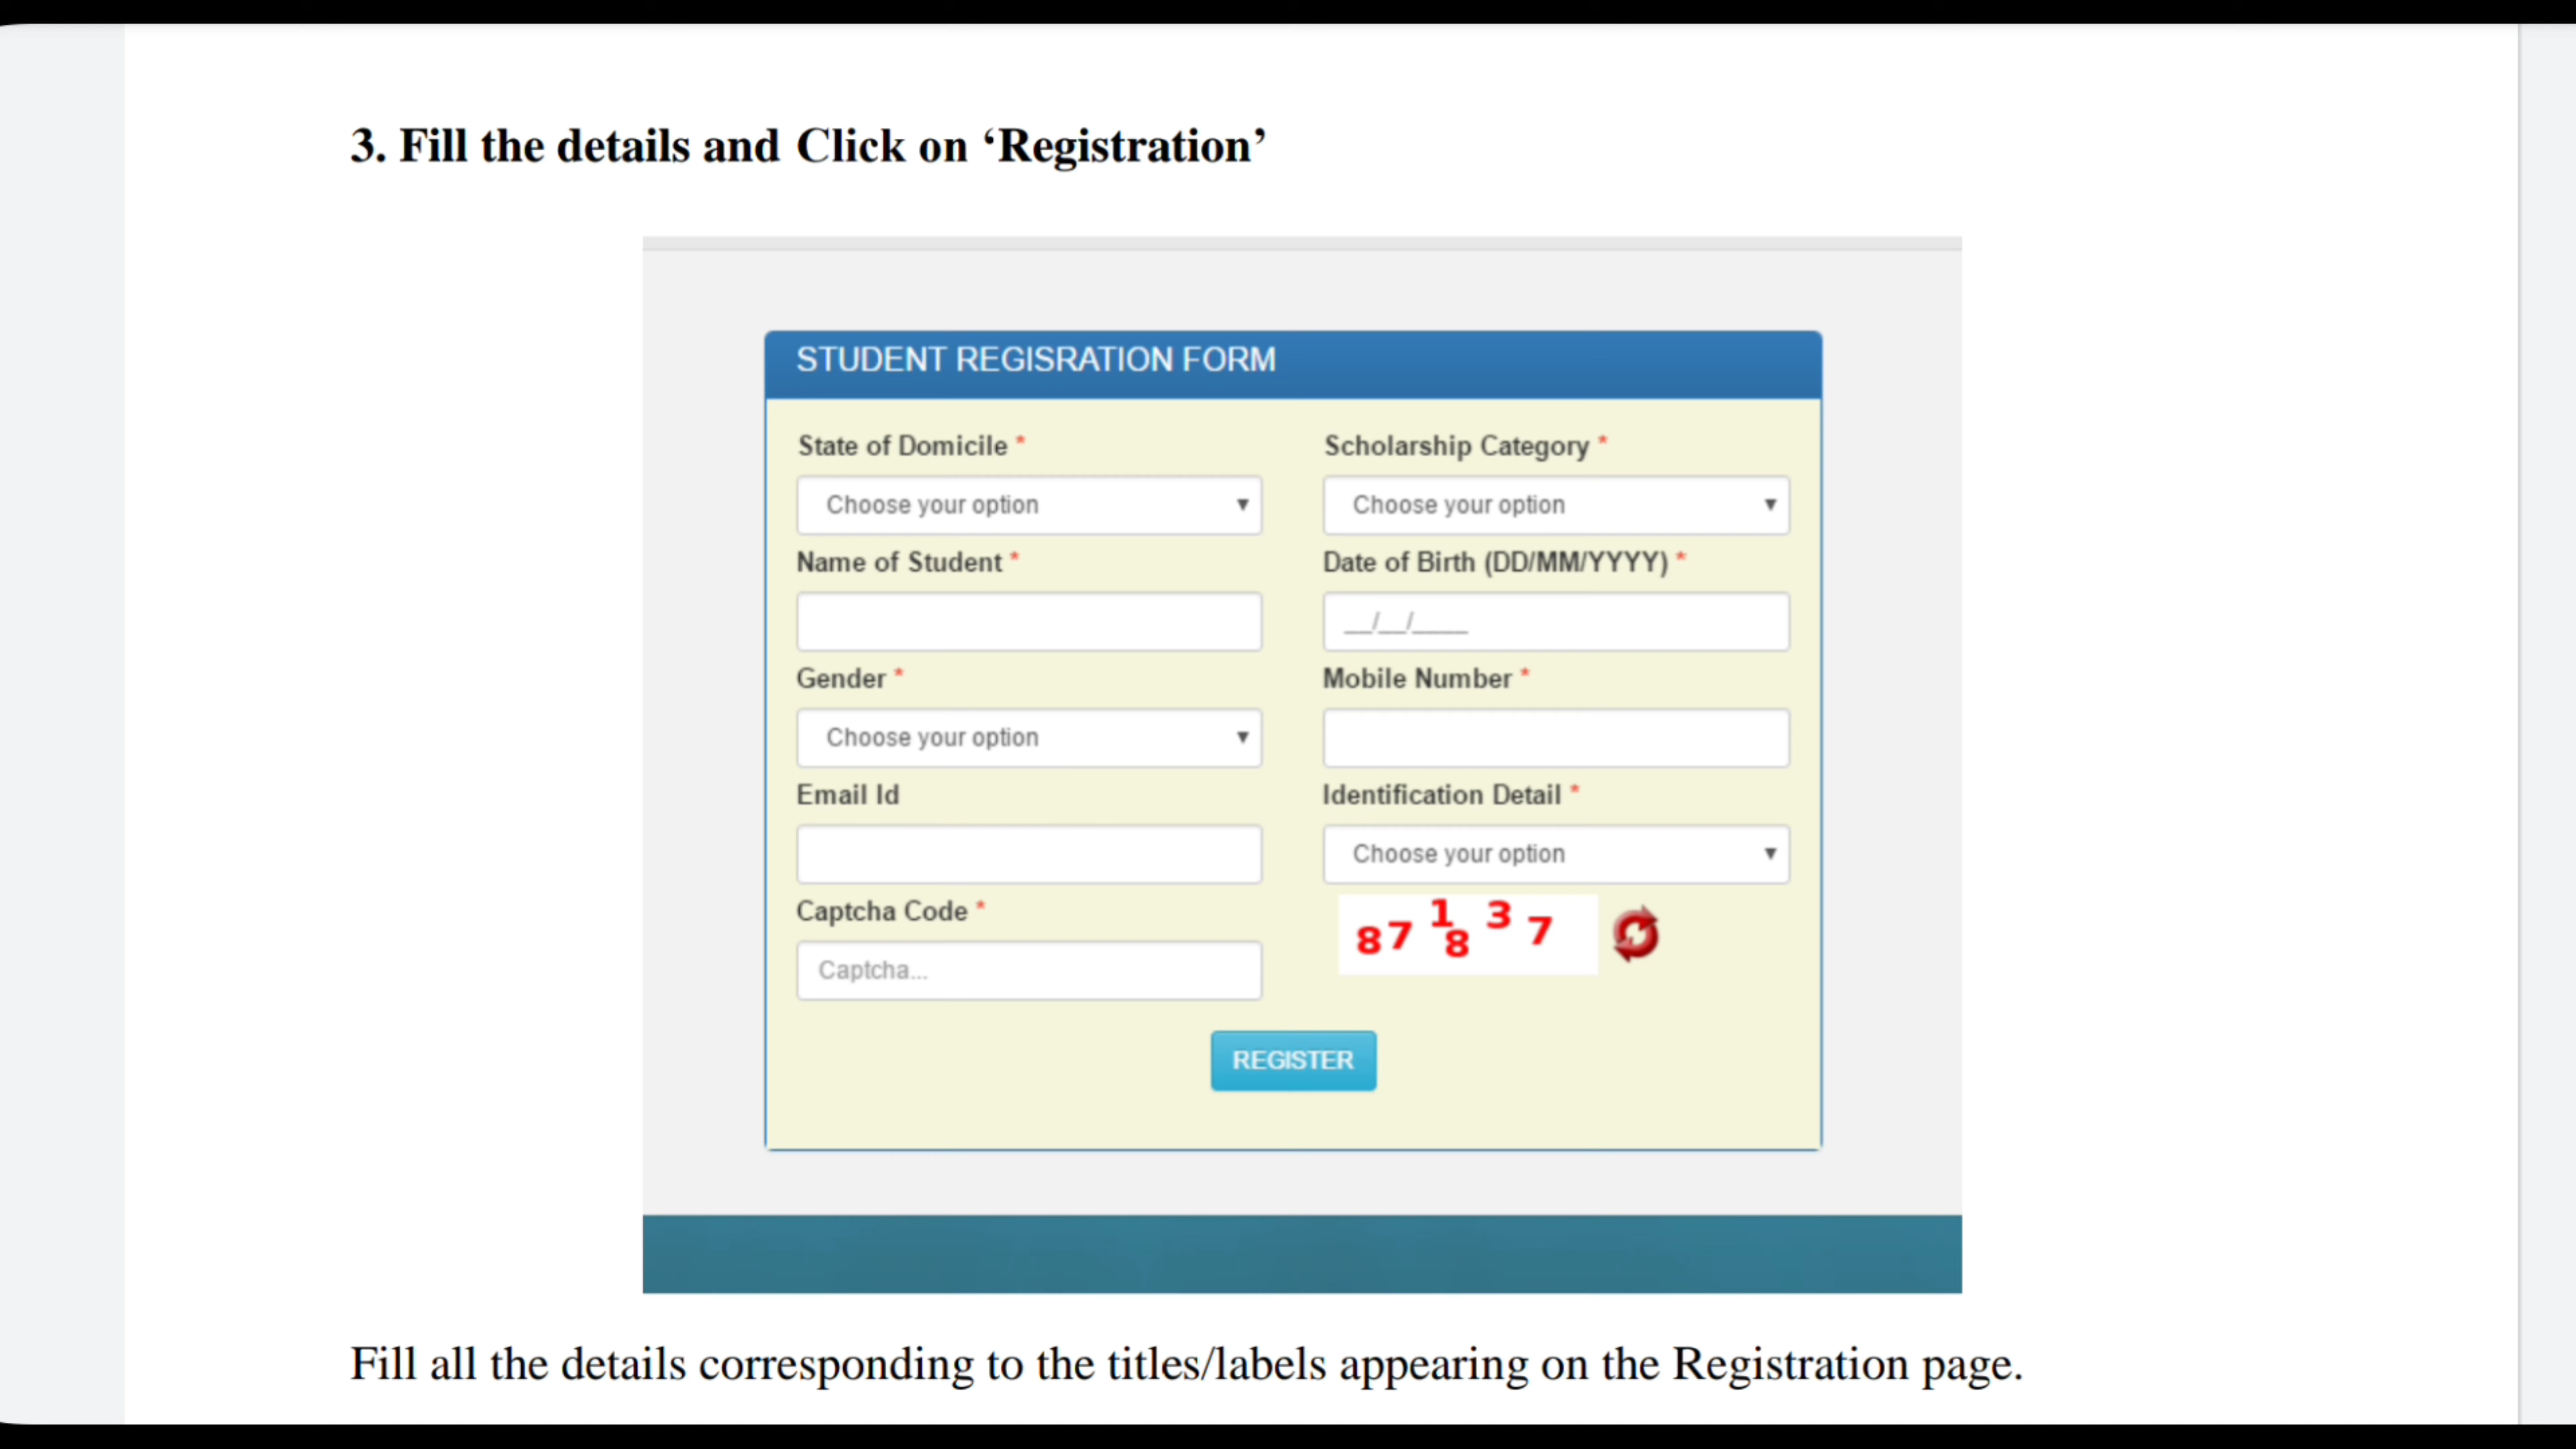 3. Fill the details and Click on ‘Registration’
STUDENT REGISRATION FORM
State of Domicile * Scholarship Category *
Choose your option ▼ Choose your option ▼
Name of Student * Date of Birth (DD/MM/YYYY) *
__/__/____
Gender * Mobile Number *
Choose your option ▼
Email Id Identification Detail *
Choose your option ▼
Captcha Code * 87 1 8 3 7
Captcha...
REGISTER
Fill all the details corresponding to the titles/labels appearing on the Registration page.